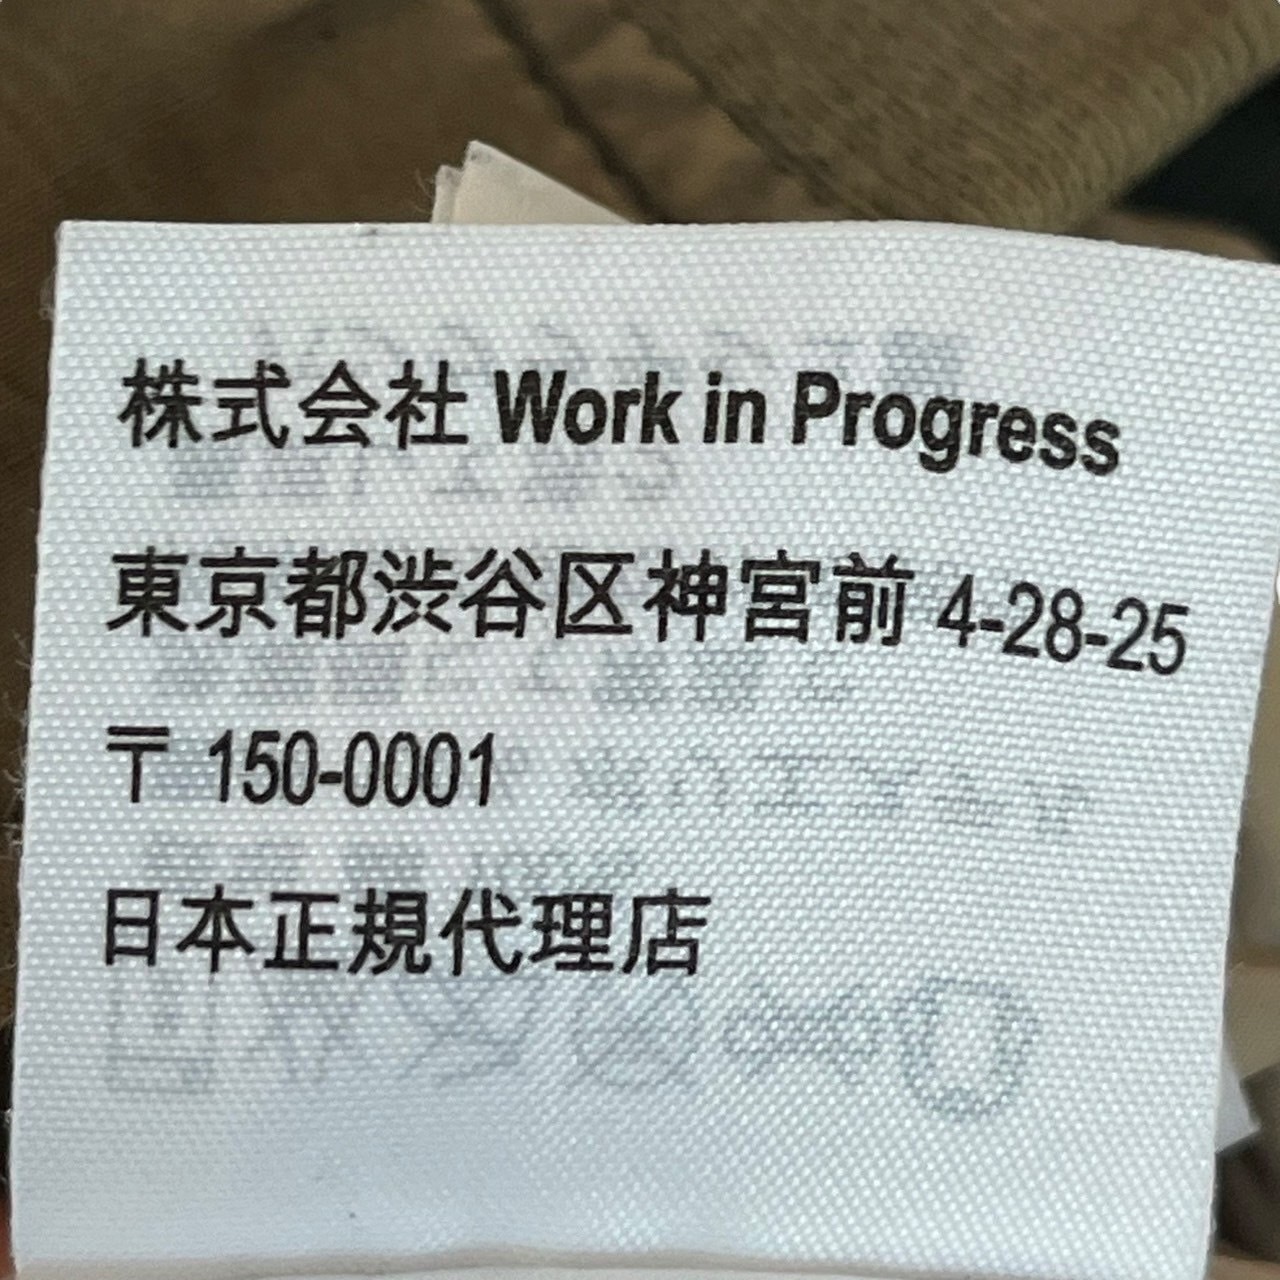 株式会社 Work in Progress
東京都渋谷区神宮前 4-28-25
〒 150-0001
日本正規代理店